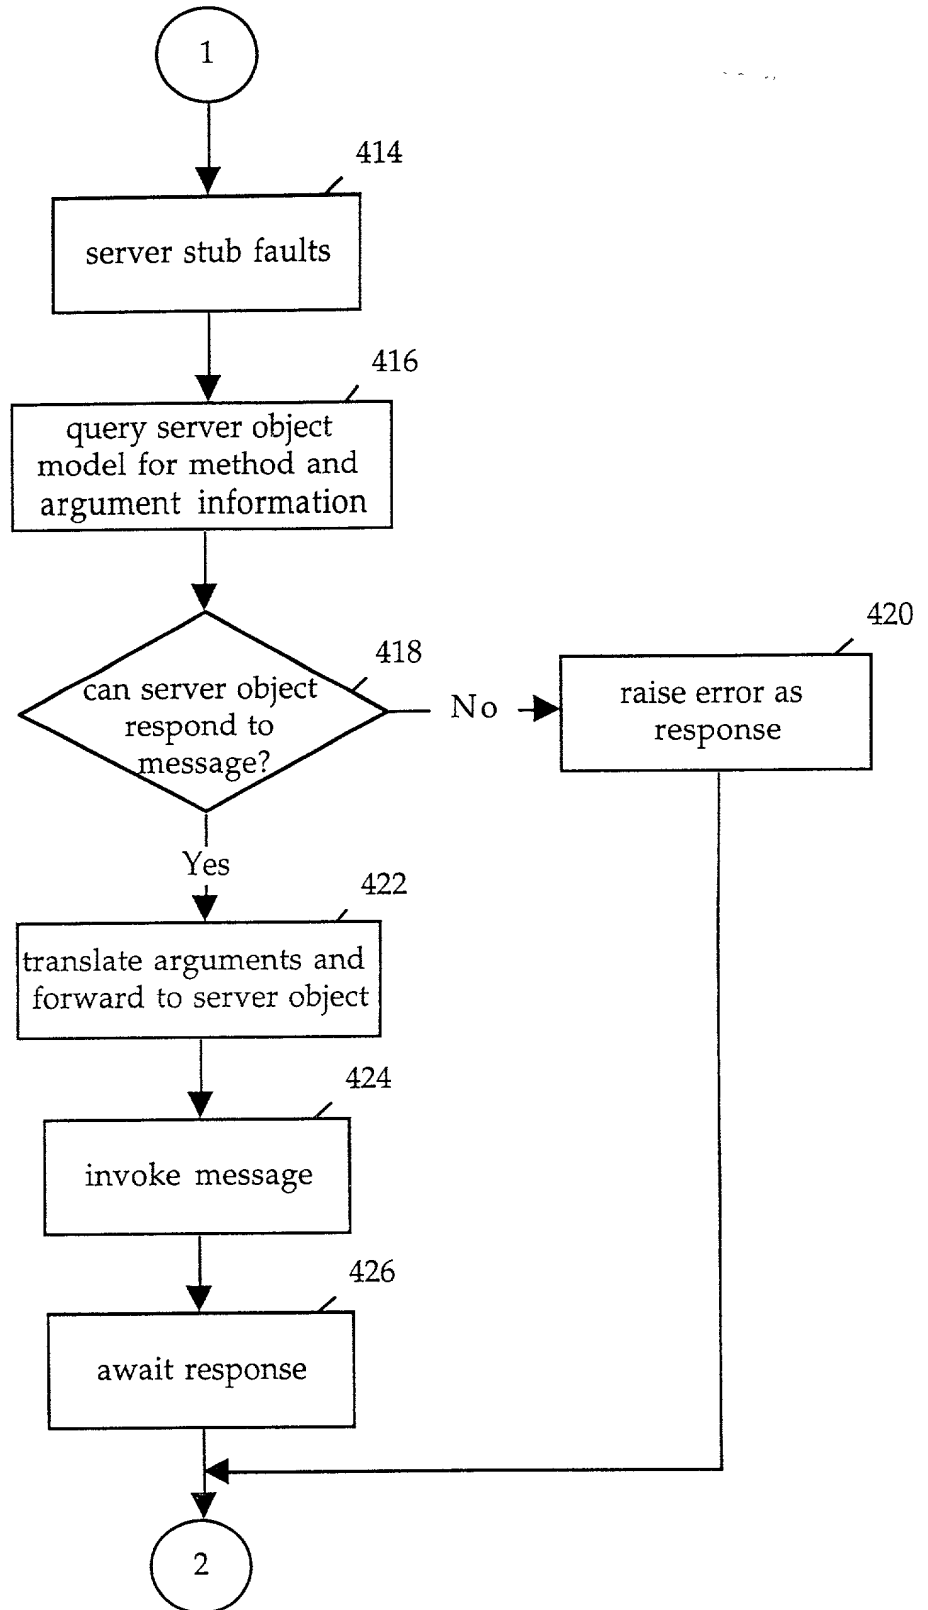 1
414
server stub faults
416
query server object
model for method and
argument information
418
can server object
respond to
message?
No
420
raise error as
response
Yes
422
translate arguments and
forward to server object
424
invoke message
426
await response
2